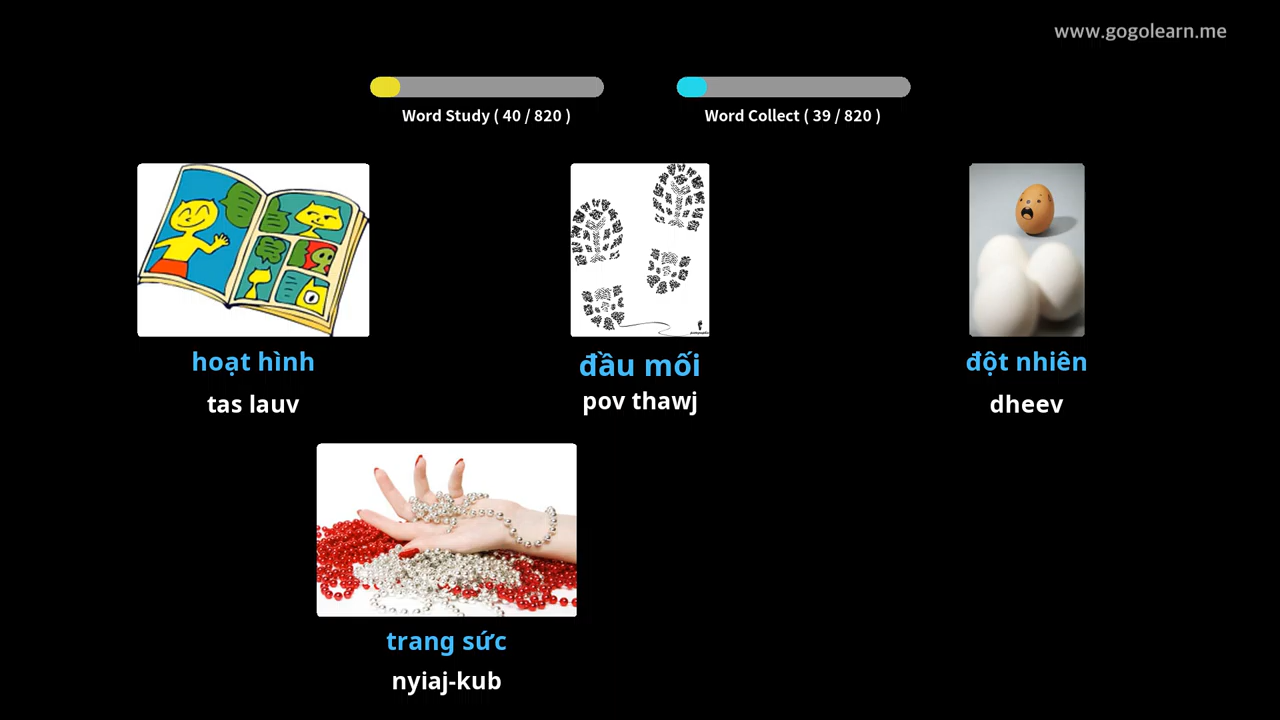 www.gogolearn.me
Word Study ( 40 / 820 )
Word Collect ( 39 / 820 )
hoạt hình
đầu mối
đột nhiên
tas lauv
pov thawj
dheev
trang sức
nyiaj-kub